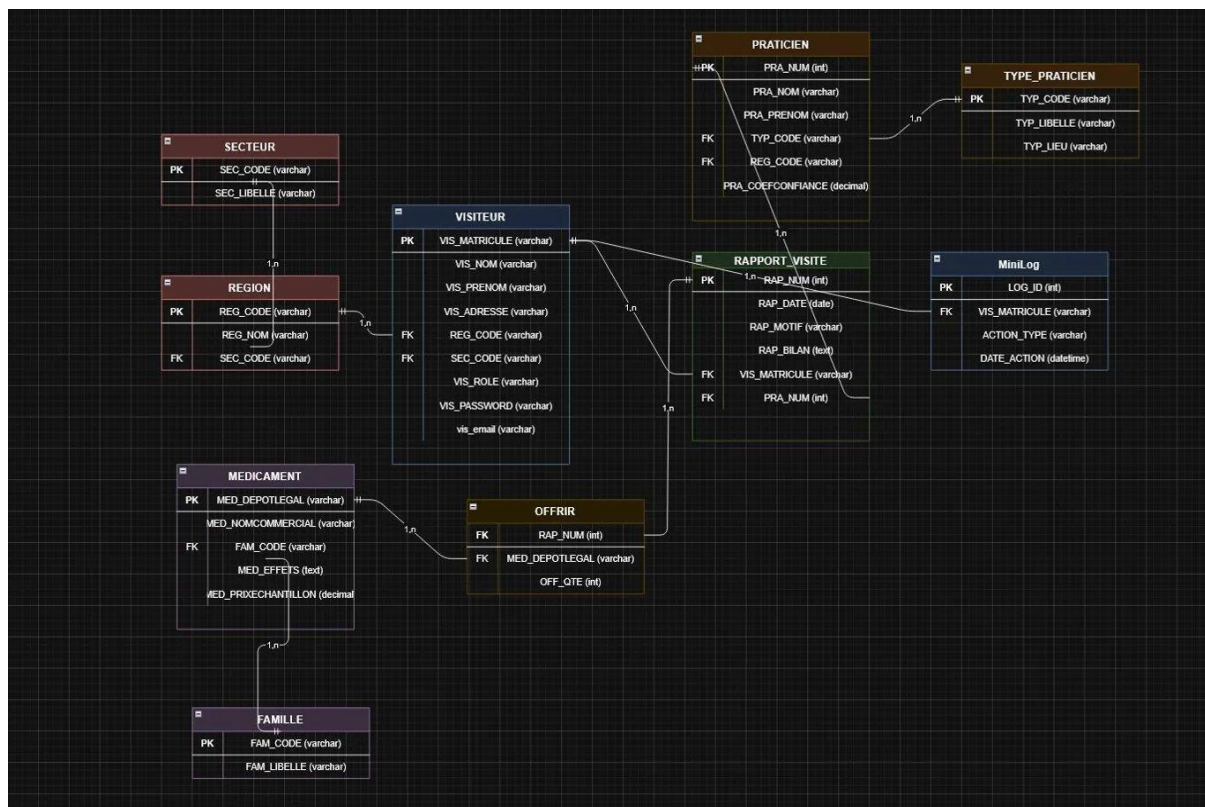 PRATICIEN
PK PRA_NUM (int)
PRA_NOM (varchar)
PRA_PRENOM (varchar)
FK TYP_CODE (varchar)
FK REG_CODE (varchar)
PRA_COEFCONFIANCE (decimal)
1,n
TYPE_PRATICIEN
PK TYP_CODE (varchar)
TYP_LIBELLE (varchar)
TYP_LIEU (varchar)
SECTEUR
PK SEC_CODE (varchar)
SEC_LIBELLE (varchar)
1,n
REGION
PK REG_CODE (varchar)
REG_NOM (varchar)
FK SEC_CODE (varchar)
1,n
VISITEUR
PK VIS_MATRICULE (varchar)
VIS_NOM (varchar)
VIS_PRENOM (varchar)
VIS_ADRESSE (varchar)
FK REG_CODE (varchar)
FK SEC_CODE (varchar)
VIS_ROLE (varchar)
VIS_PASSWORD (varchar)
vis_email (varchar)
1,n
1,n
1,n
RAPPORT_VISITE
PK RAP_NUM (int)
RAP_DATE (date)
RAP_MOTIF (varchar)
RAP_BILAN (text)
FK VIS_MATRICULE (varchar)
FK PRA_NUM (int)
MiniLog
PK LOG_ID (int)
FK VIS_MATRICULE (varchar)
ACTION_TYPE (varchar)
DATE_ACTION (datetime)
1,n
MEDICAMENT
PK MED_DEPOTLEGAL (varchar)
MED_NOMCOMMERCIAL (varchar)
FK FAM_CODE (varchar)
MED_EFFETS (text)
MED_PRIXECHANTILLON (decimal
1,n
OFFRIR
FK RAP_NUM (int)
FK MED_DEPOTLEGAL (varchar)
OFF_QTE (int)
1,n
FAMILLE
PK FAM_CODE (varchar)
FAM_LIBELLE (varchar)